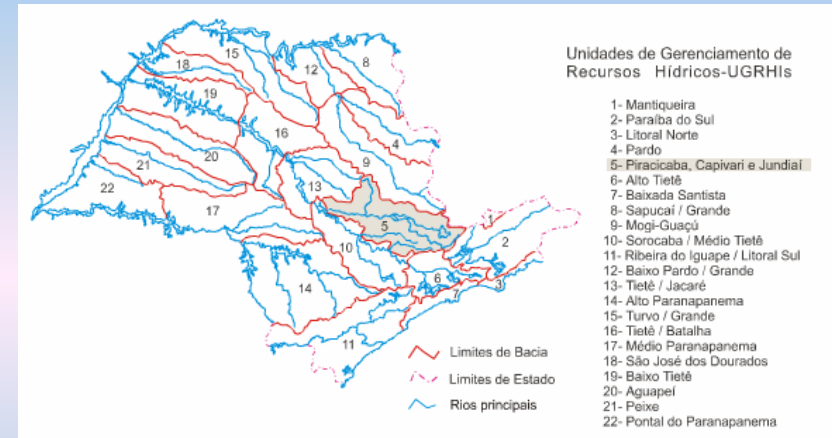 Unidades de Gerenciamento de
Recursos Hídricos-UGRHIs
1- Mantiqueira
2- Paraíba do Sul
3- Litoral Norte
4- Pardo
5- Piracicaba, Capivari e Jundiaí
6- Alto Tietê
7- Baixada Santista
8- Sapucaí / Grande
9- Mogi-Guaçú
10- Sorocaba / Médio Tietê
11- Ribeira do Iguape / Litoral Sul
12- Baixo Pardo / Grande
13- Tietê / Jacaré
14- Alto Paranapanema
15- Turvo / Grande
16- Tietê / Batalha
17- Médio Paranapanema
18- São José dos Dourados
19- Baixo Tietê
20- Aguapeí
21- Peixe
22- Pontal do Paranapanema
15
12
8
18
19
16
4
20
9
21
13
22
17
5
1
10
2
6
3
14
7
11
Limites de Bacia
Limites de Estado
Rios principais